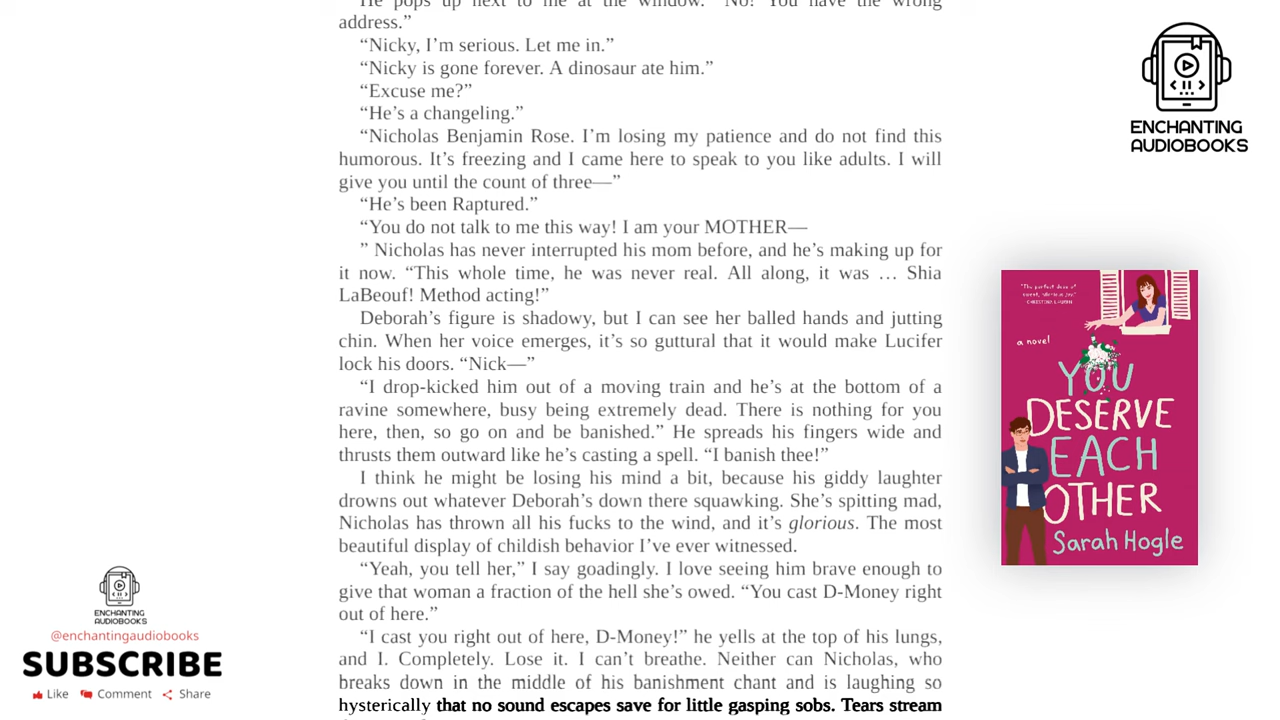 “He pops up next to me at the window. “No! You have the wrong
address.”
“Nicky, I’m serious. Let me in.”
“Nicky is gone forever. A dinosaur ate him.”
“Excuse me?”
“He’s a changeling.”
“Nicholas Benjamin Rose. I’m losing my patience and do not find this
humorous. It’s freezing and I came here to speak to you like adults. I will
give you until the count of three—”
“He’s been Raptured.”
“You do not talk to me this way! I am your MOTHER—
” Nicholas has never interrupted his mom before, and he’s making up for
it now. “This whole time, he was never real. All along, it was … Shia
LaBeouf! Method acting!”
Deborah’s figure is shadowy, but I can see her balled hands and jutting
chin. When her voice emerges, it’s so guttural that it would make Lucifer
lock his doors. “Nick—”
“I drop-kicked him out of a moving train and he’s at the bottom of a
ravine somewhere, busy being extremely dead. There is nothing for you
here, then, so go on and be banished.” He spreads his fingers wide and
thrusts them outward like he’s casting a spell. “I banish thee!”
I think he might be losing his mind a bit, because his giddy laughter
drowns out whatever Deborah’s down there squawking. She’s spitting mad,
Nicholas has thrown all his fucks to the wind, and it’s glorious. The most
beautiful display of childish behavior I’ve ever witnessed.
“Yeah, you tell her,” I say goadingly. I love seeing him brave enough to
give that woman a fraction of the hell she’s owed. “You cast D-Money right
out of here.”
“I cast you right out of here, D-Money!” he yells at the top of his lungs,
and I. Completely. Lose it. I can’t breathe. Neither can Nicholas, who
breaks down in the middle of his banishment chant and is laughing so
hysterically that no sound escapes save for little gasping sobs. Tears stream
ENCHANTING
AUDIOBOOKS
a novel
YOU
DESERVE
EACH
OTHER
Sarah Hogle
ENCHANTING
AUDIOBOOKS
@enchantingaudiobooks
SUBSCRIBE
Like Comment Share